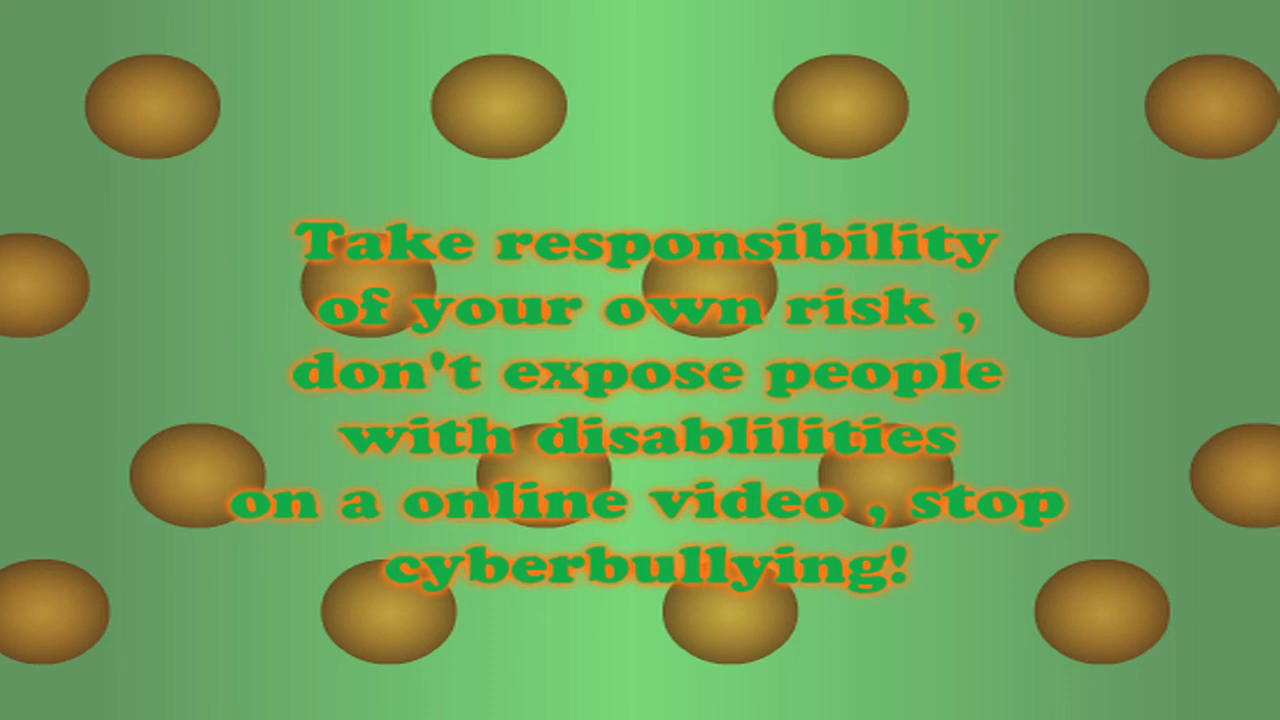 Take responsibility
of your own risk ,
don't expose people
with disablilities
on a online video , stop
cyberbullying!